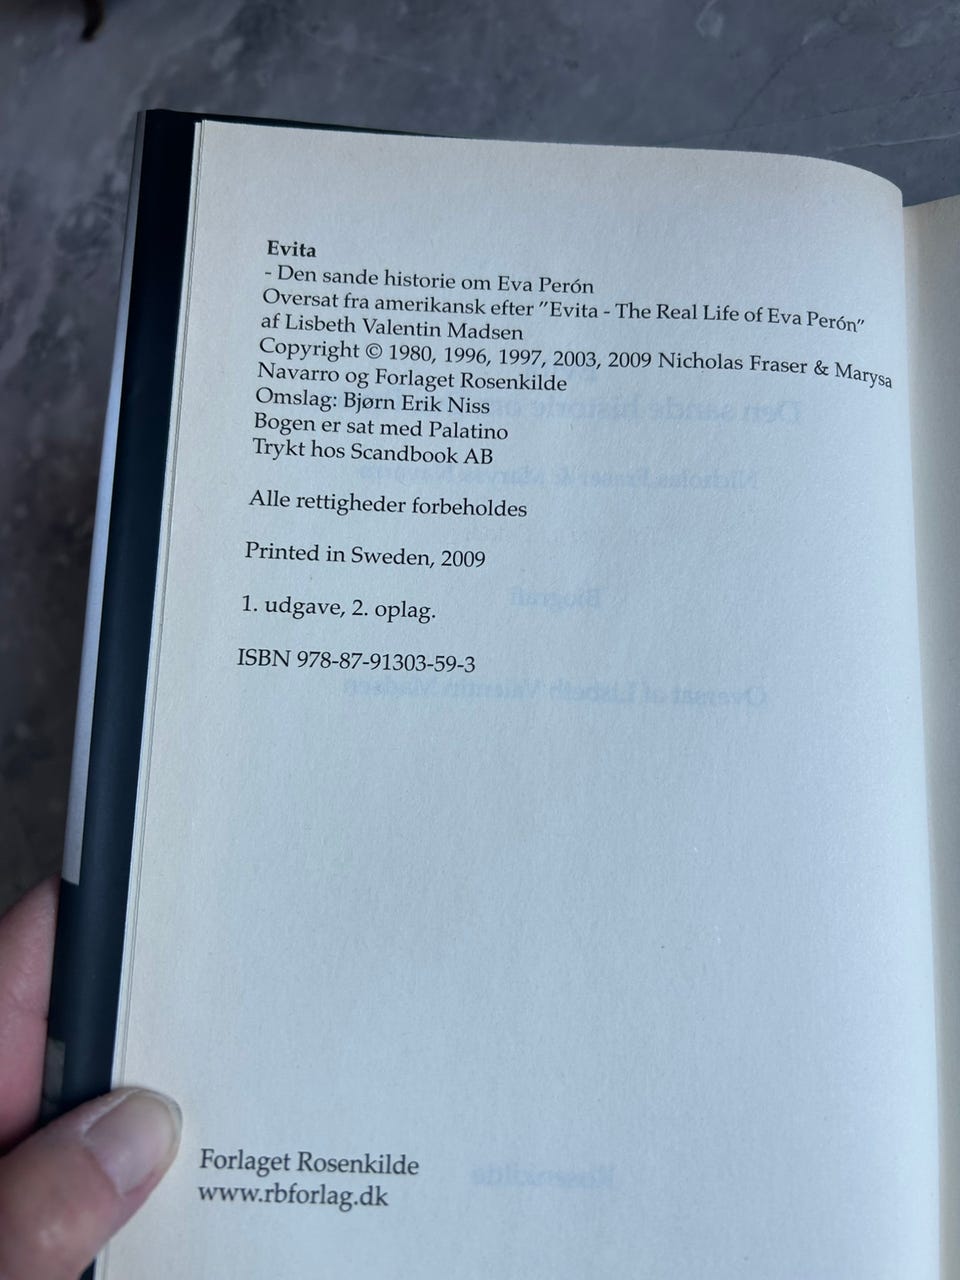 Evita
- Den sande historie om Eva Perón
Oversat fra amerikansk efter "Evita - The Real Life of Eva Perón"
af Lisbeth Valentin Madsen
Copyright © 1980, 1996, 1997, 2003, 2009 Nicholas Fraser & Marysa
Navarro og Forlaget Rosenkilde
Omslag: Bjørn Erik Niss
Bogen er sat med Palatino
Trykt hos Scandbook AB
Alle rettigheder forbeholdes
Printed in Sweden, 2009
1. udgave, 2. oplag.
ISBN 978-87-91303-59-3
Forlaget Rosenkilde
www.rbforlag.dk